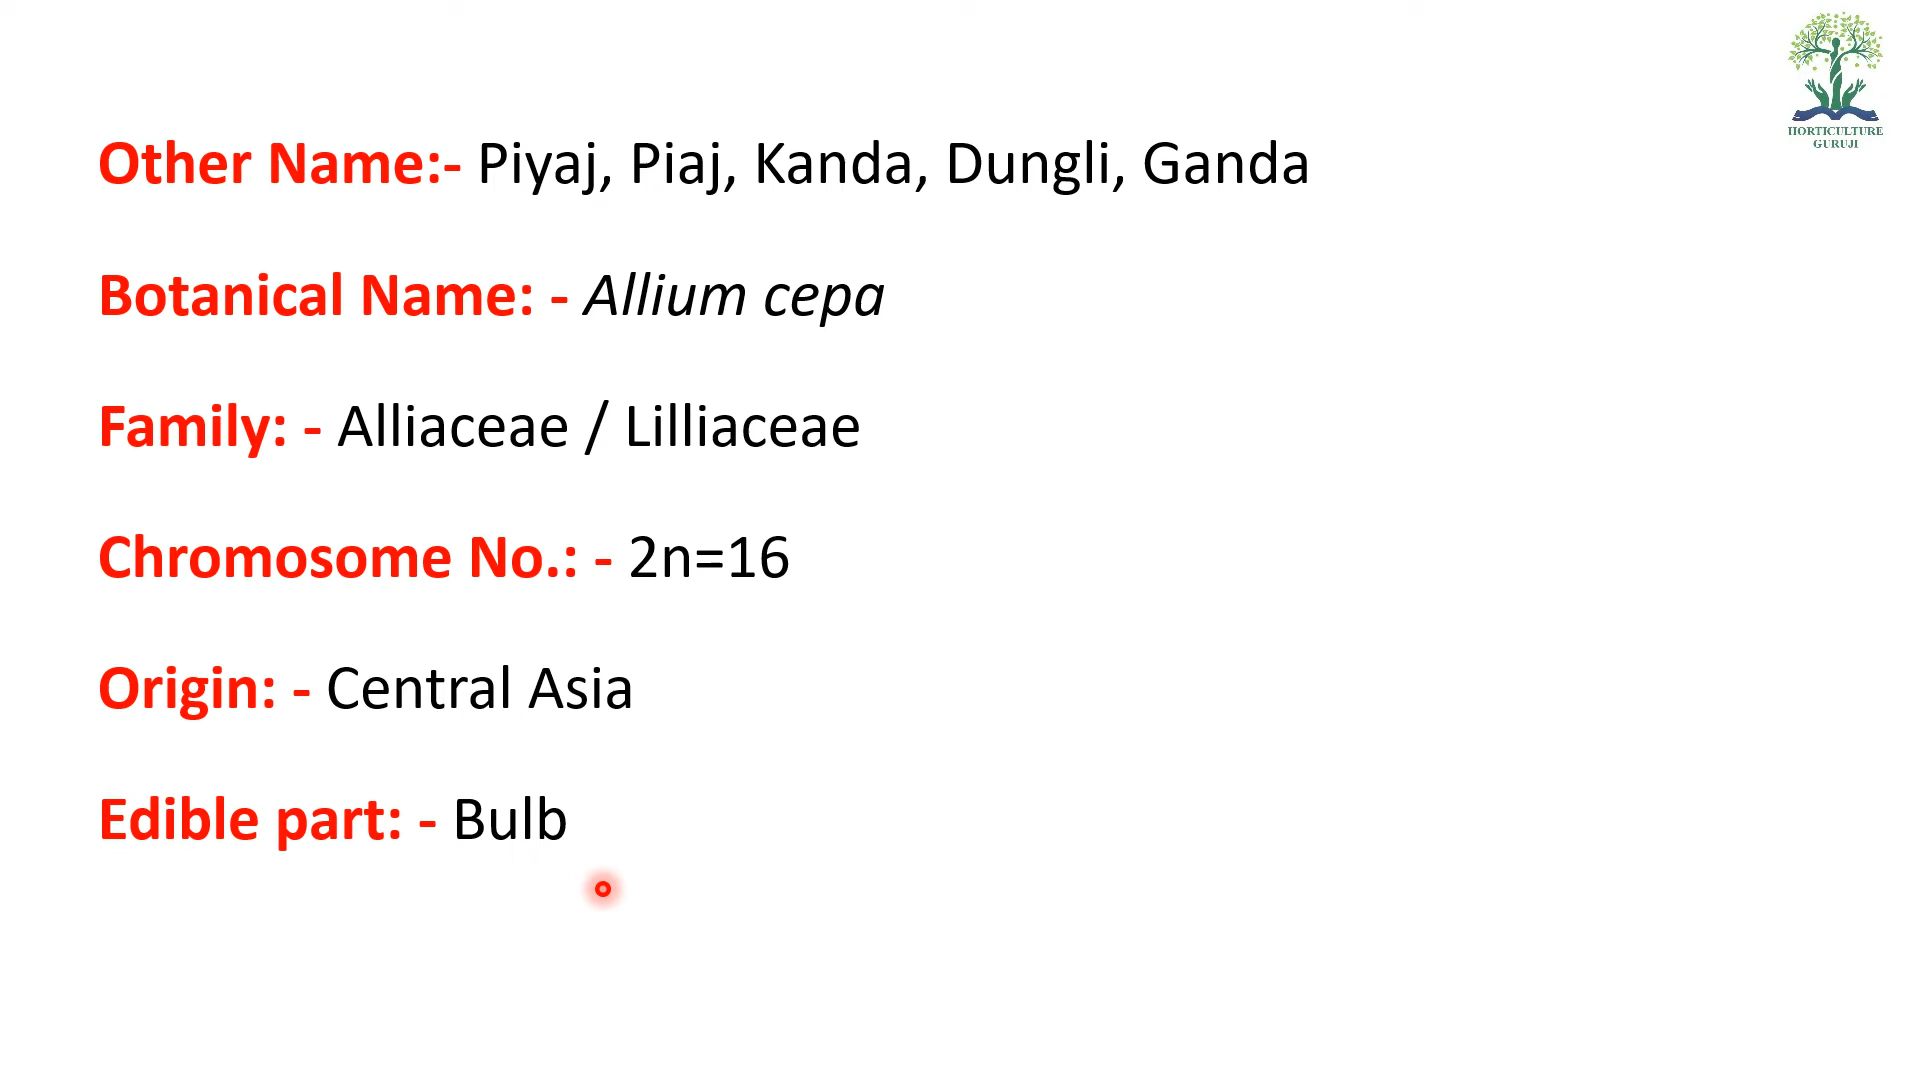 HORTICULTURE
GURUJI
Other Name:- Piyaj, Piaj, Kanda, Dungli, Ganda
Botanical Name: - Allium cepa
Family: - Alliaceae / Lilliaceae
Chromosome No.: - 2n=16
Origin: - Central Asia
Edible part: - Bulb